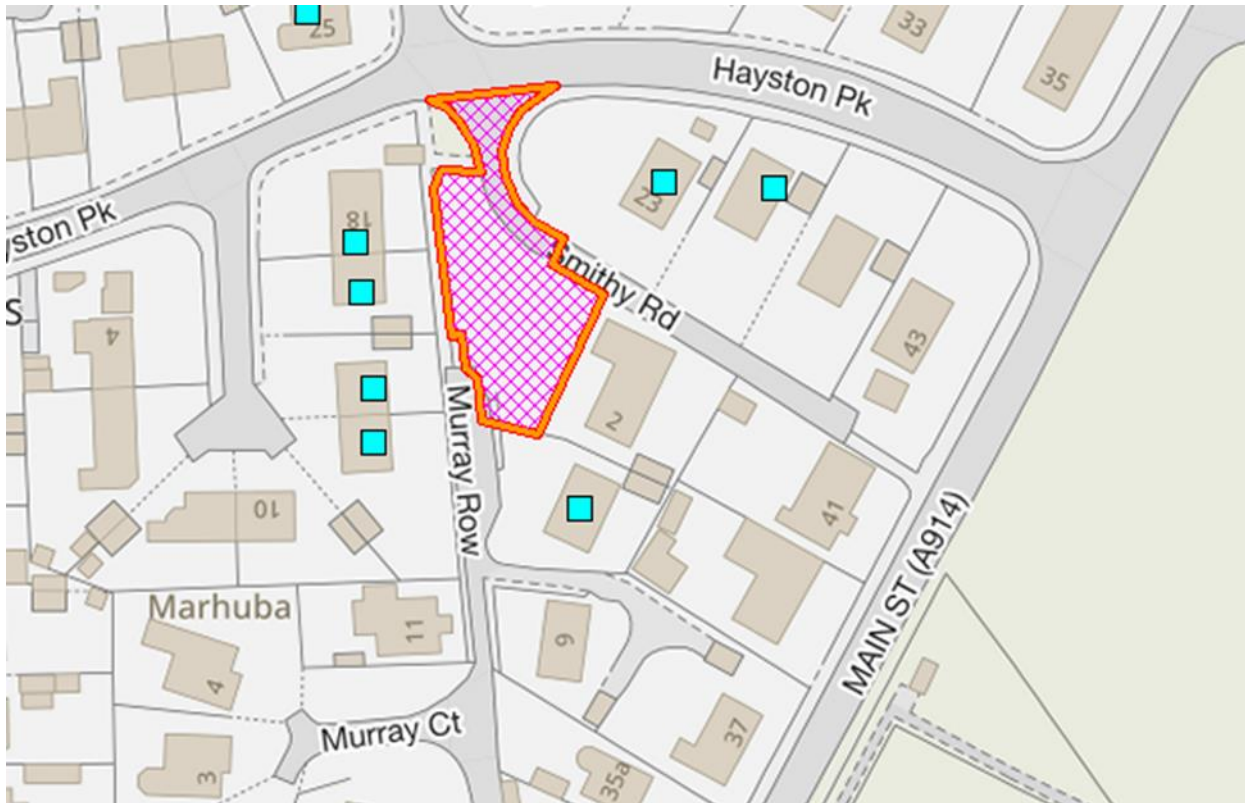 25
33
35
Hayston Pk
yston Pk
18
23
S
4
Smithy Rd
43
2
Murray Row
41
10
MAIN ST (A914)
Marhuba
11
9
4
37
Murray Ct
3
35a